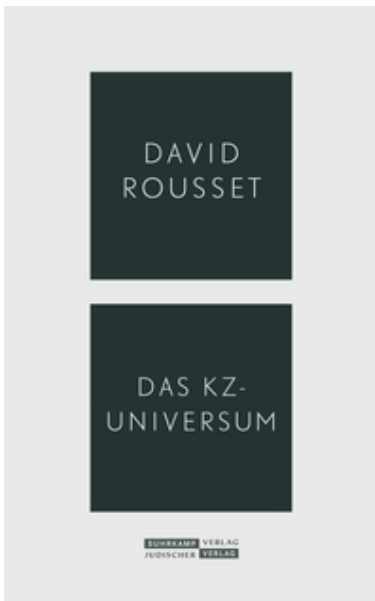 DAVID
ROUSSET
DAS KZ-
UNIVERSUM
SUHRKAMP VERLAG
JÜDISCHER VERLAG